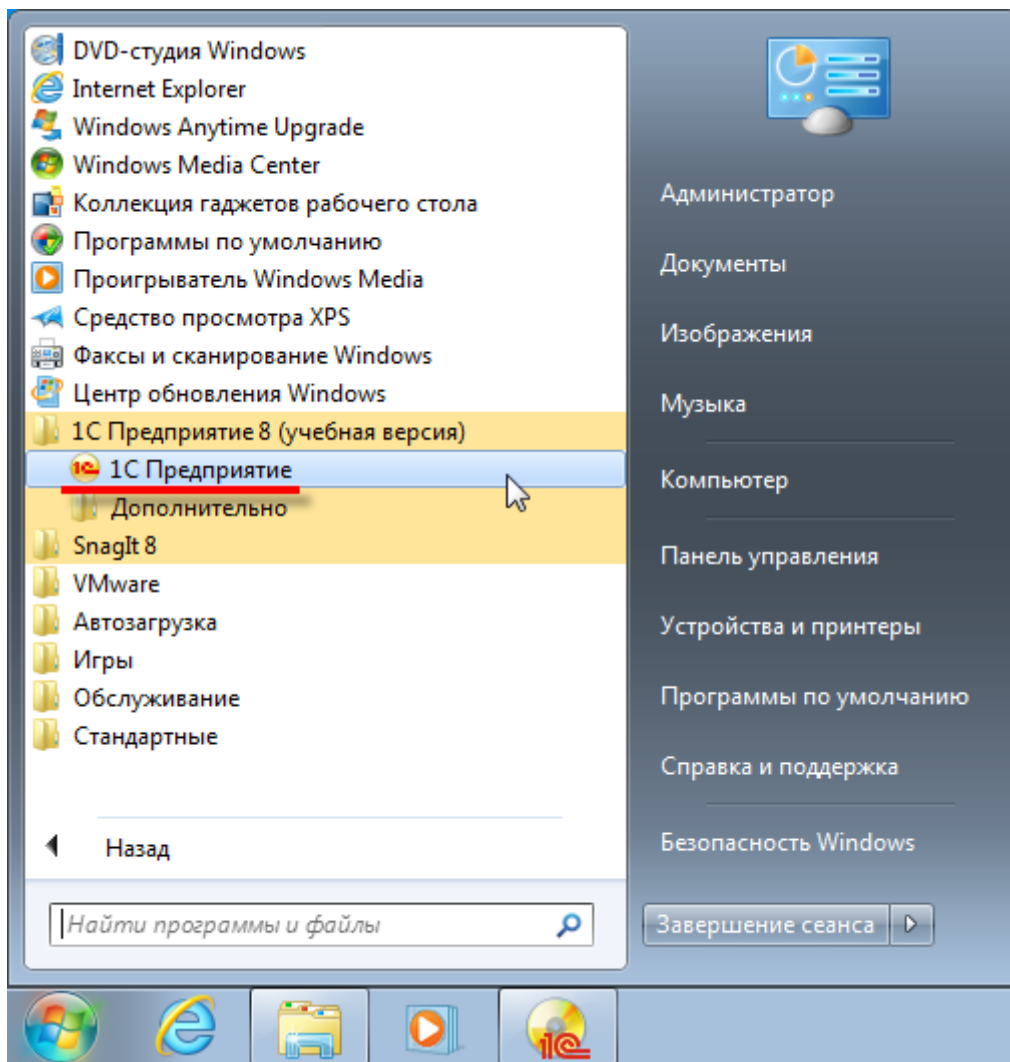 DVD-студия Windows
Internet Explorer
Windows Anytime Upgrade
Windows Media Center
Коллекция гаджетов рабочего стола
Программы по умолчанию
Проигрыватель Windows Media
Средство просмотра XPS
Факсы и сканирование Windows
Центр обновления Windows
1С Предприятие 8 (учебная версия)
1С Предприятие
Дополнительно
SnagIt 8
VMware
Автозагрузка
Игры
Обслуживание
Стандартные
Назад
Найти программы и файлы
Администратор
Документы
Изображения
Музыка
Компьютер
Панель управления
Устройства и принтеры
Программы по умолчанию
Справка и поддержка
Безопасность Windows
Завершение сеанса
1С